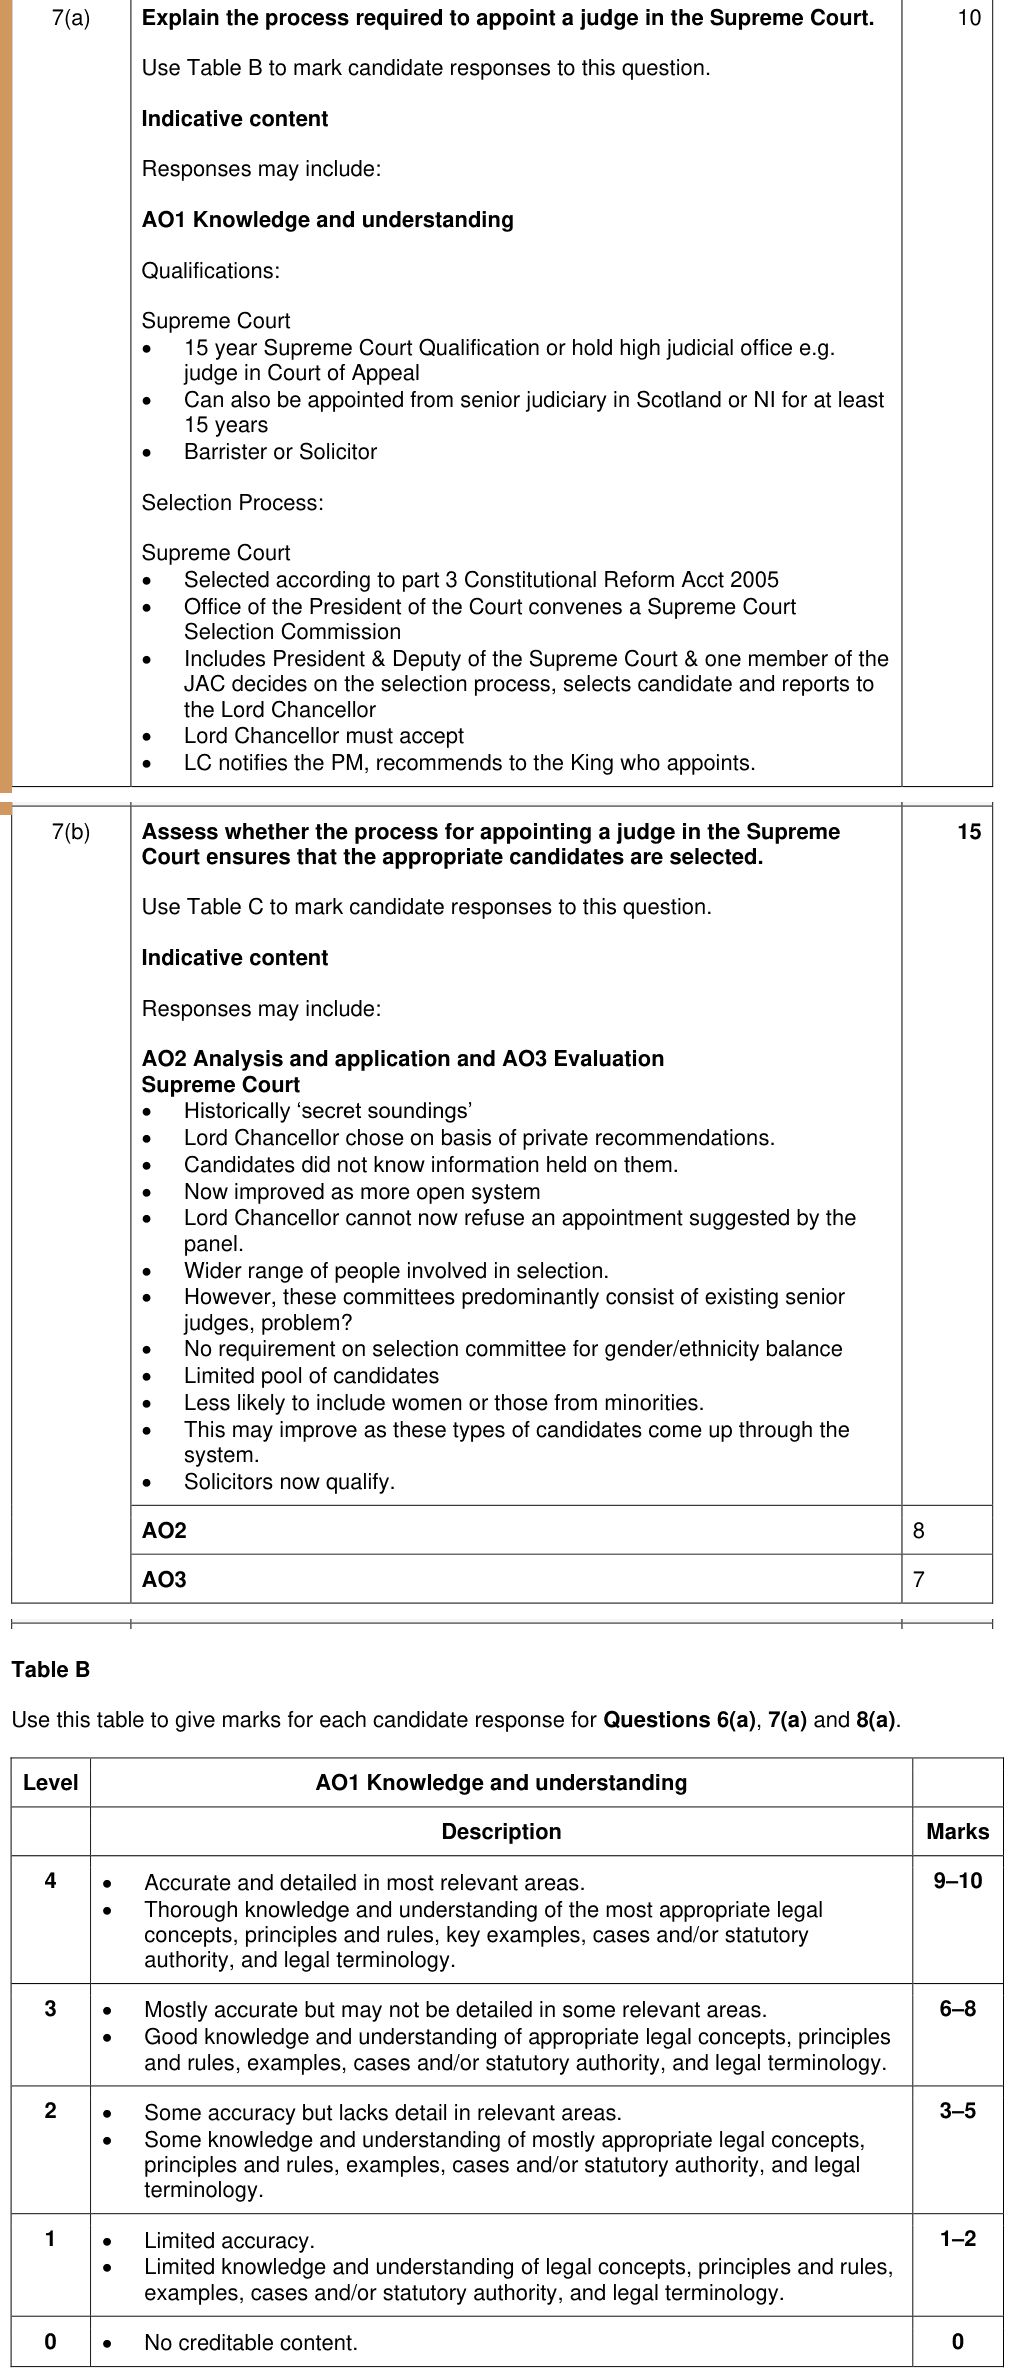 7(a) Explain the process required to appoint a judge in the Supreme Court. 10
Use Table B to mark candidate responses to this question.
Indicative content
Responses may include:
AO1 Knowledge and understanding
Qualifications:
Supreme Court
• 15 year Supreme Court Qualification or hold high judicial office e.g.
judge in Court of Appeal
• Can also be appointed from senior judiciary in Scotland or NI for at least
15 years
• Barrister or Solicitor
Selection Process:
Supreme Court
• Selected according to part 3 Constitutional Reform Acct 2005
• Office of the President of the Court convenes a Supreme Court
Selection Commission
• Includes President & Deputy of the Supreme Court & one member of the
JAC decides on the selection process, selects candidate and reports to
the Lord Chancellor
• Lord Chancellor must accept
• LC notifies the PM, recommends to the King who appoints.
7(b) Assess whether the process for appointing a judge in the Supreme 15
Court ensures that the appropriate candidates are selected.
Use Table C to mark candidate responses to this question.
Indicative content
Responses may include:
AO2 Analysis and application and AO3 Evaluation
Supreme Court
• Historically ‘secret soundings’
• Lord Chancellor chose on basis of private recommendations.
• Candidates did not know information held on them.
• Now improved as more open system
• Lord Chancellor cannot now refuse an appointment suggested by the
panel.
• Wider range of people involved in selection.
• However, these committees predominantly consist of existing senior
judges, problem?
• No requirement on selection committee for gender/ethnicity balance
• Limited pool of candidates
• Less likely to include women or those from minorities.
• This may improve as these types of candidates come up through the
system.
• Solicitors now qualify.
AO2 8
AO3 7
Table B
Use this table to give marks for each candidate response for Questions 6(a), 7(a) and 8(a).
Level AO1 Knowledge and understanding
Description Marks
4 • Accurate and detailed in most relevant areas. 9–10
• Thorough knowledge and understanding of the most appropriate legal
concepts, principles and rules, key examples, cases and/or statutory
authority, and legal terminology.
3 • Mostly accurate but may not be detailed in some relevant areas. 6–8
• Good knowledge and understanding of appropriate legal concepts, principles
and rules, examples, cases and/or statutory authority, and legal terminology.
2 • Some accuracy but lacks detail in relevant areas. 3–5
• Some knowledge and understanding of mostly appropriate legal concepts,
principles and rules, examples, cases and/or statutory authority, and legal
terminology.
1 • Limited accuracy. 1–2
• Limited knowledge and understanding of legal concepts, principles and rules,
examples, cases and/or statutory authority, and legal terminology.
0 • No creditable content. 0